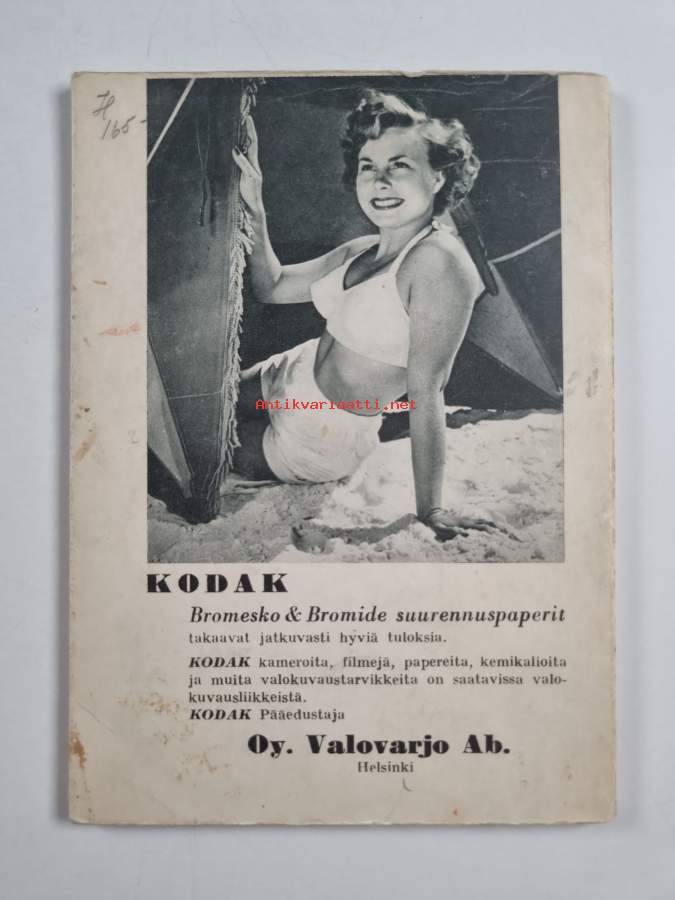 H
165-
Antikvariaatti.net
KODAK
Bromesko & Bromide suurennuspaperit
takaavat jatkuvasti hyviä tuloksia.
KODAK kameroita, filmejä, papereita, kemikalioita
ja muita valokuvaustarvikkeita on saatavissa valo-
kuvausliikkeistä.
KODAK Pääedustaja
Oy. Valovarjo Ab.
Helsinki